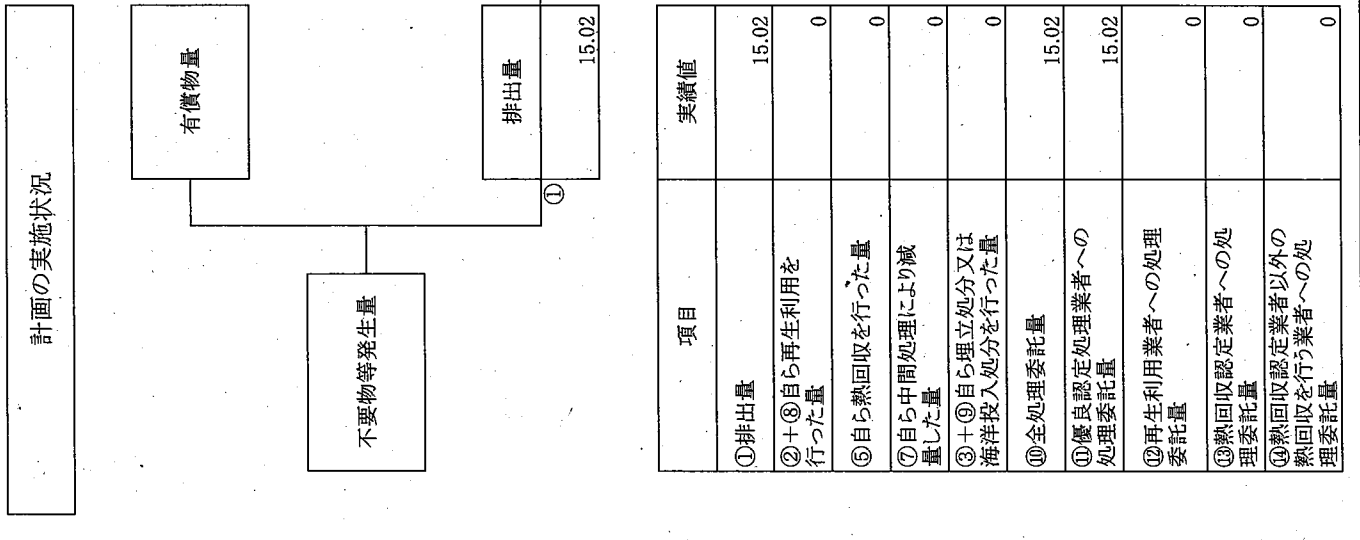 計画の実施状況
有償物量
不要物等発生量
①
排出量
15.02
項目
実績値
①排出量
15.02
②+⑧自ら再生利用を
行った量
0
⑤自ら熱回収を行った量
0
⑦自ら中間処理により減
量した量
0
③+⑨自ら埋立処分又は
海洋投入処分を行った量
0
⑩全処理委託量
15.02
⑪優良認定処理業者への
処理委託量
15.02
⑫再生利用業者への処理
委託量
0
⑬熱回収認定業者への処
理委託量
0
⑭熱回収認定業者以外の
熱回収を行う業者への処
理委託量
0